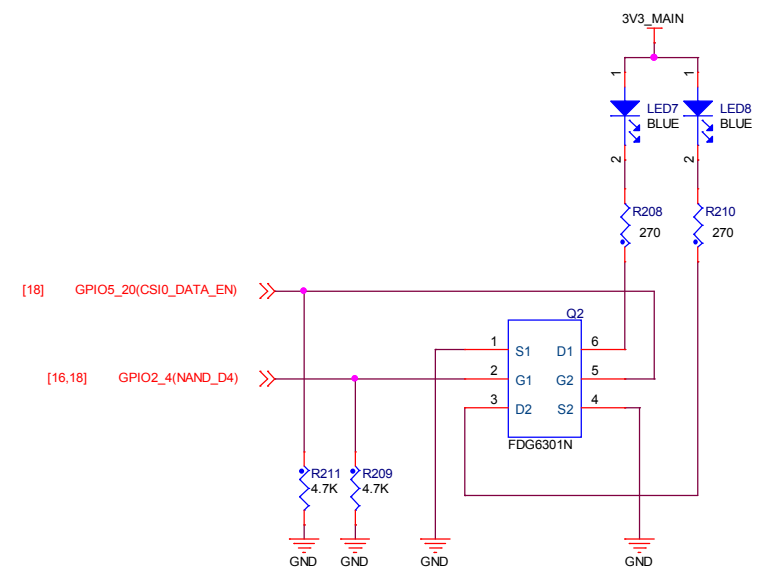 3V3_MAIN
1
1
LED7
BLUE
LED8
BLUE
2
2
R208
270
R210
270
[18] GPIO5_20(CSI0_DATA_EN)
Q2
1 S1 D1 6
[16,18] GPIO2_4(NAND_D4)
2 G1 G2 5
3 D2 S2 4
FDG6301N
R211
4.7K
R209
4.7K
GND GND GND GND